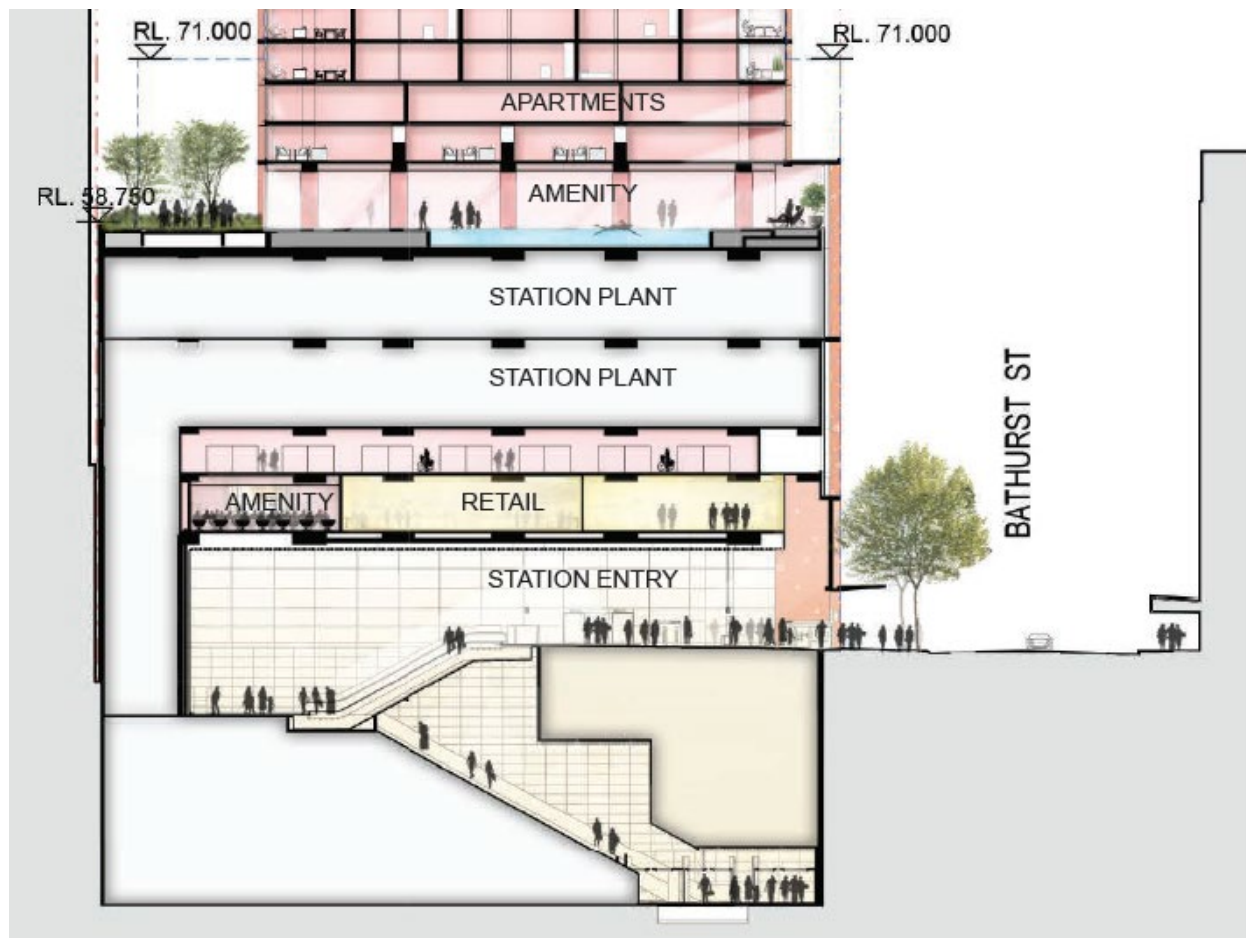 RL. 71.000
RL. 71.000
APARTMENTS
RL. 58.750
AMENITY
STATION PLANT
STATION PLANT
AMENITY
RETAIL
STATION ENTRY
BATHURST ST